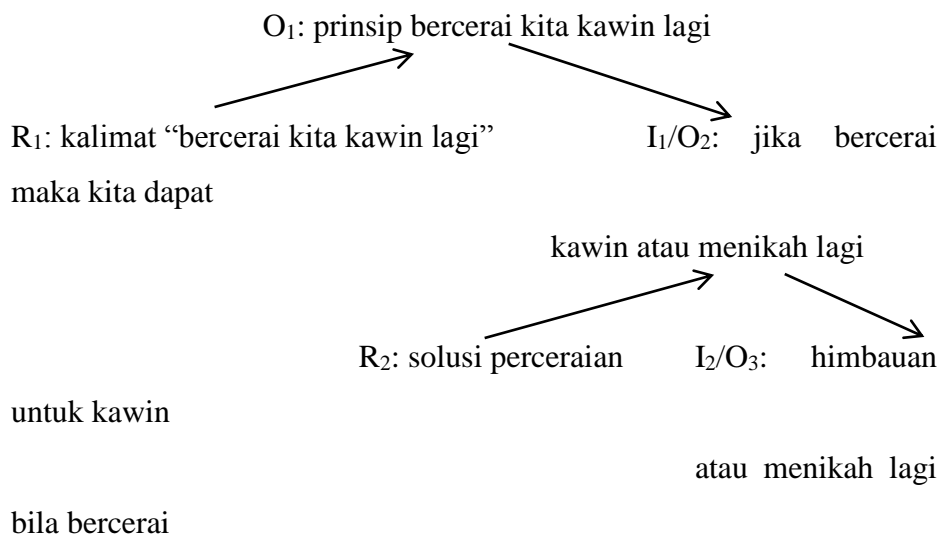 O₁: prinsip bercerai kita kawin lagi
R₁: kalimat “bercerai kita kawin lagi” I₁/O₂: jika bercerai
maka kita dapat
kawin atau menikah lagi
R₂: solusi perceraian I₂/O₃: himbauan
untuk kawin
atau menikah lagi
bila bercerai